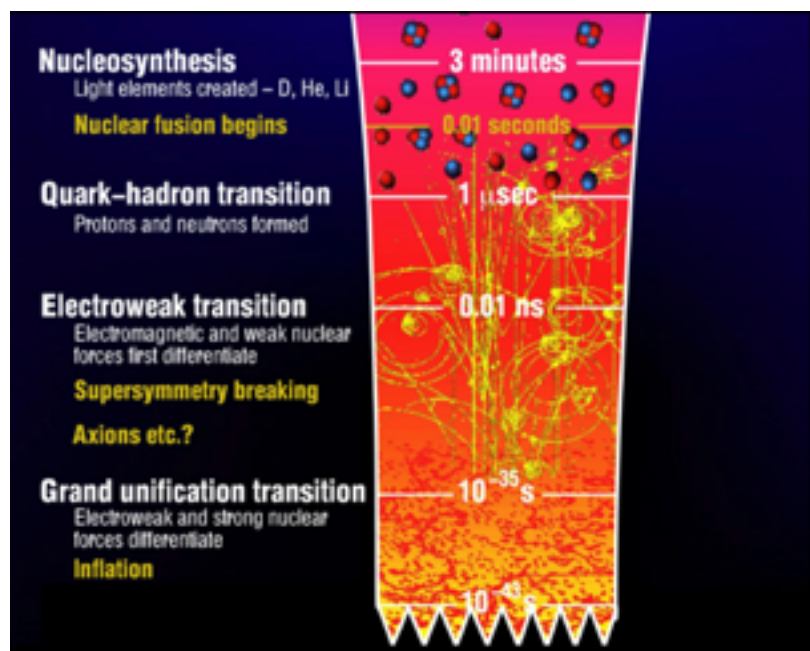 Nucleosynthesis
Light elements created – D, He, Li
3 minutes
Nuclear fusion begins
0.01 seconds
Quark–hadron transition
Protons and neutrons formed
1 μsec
Electroweak transition
Electromagnetic and weak nuclear
forces first differentiate
0.01 ns
Supersymmetry breaking
Axions etc.?
Grand unification transition
Electroweak and strong nuclear
forces differentiate
10⁻³⁵s
Inflation
10⁻⁴³s